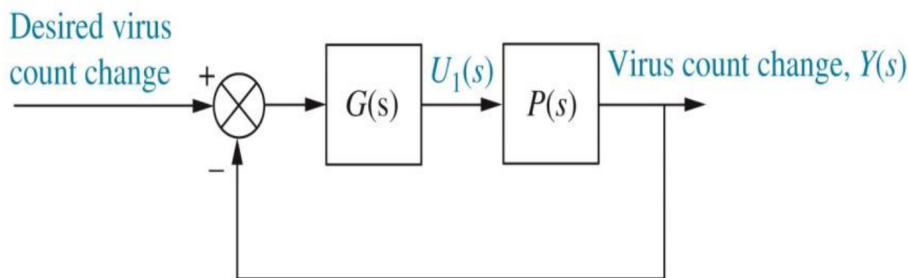 Desired virus
count change
+
−
G(s)
U₁(s)
P(s)
Virus count change, Y(s)